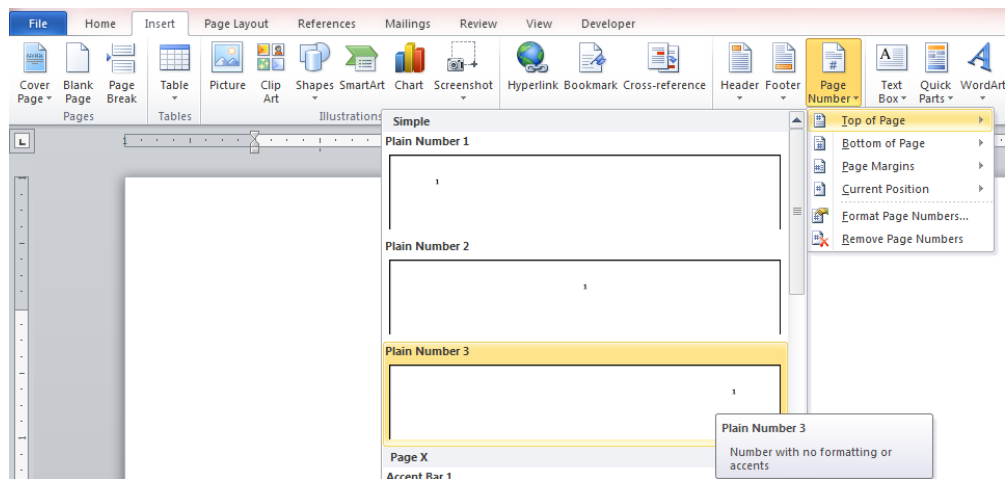 File Home Insert Page Layout References Mailings Review View Developer
Cover Page Blank Page Page Break Table Picture Clip Art Shapes SmartArt Chart Screenshot Hyperlink Bookmark Cross-reference Header Footer Page Number Text Box Quick Parts WordArt
Pages Tables Illustrations
Simple
Plain Number 1
1
Plain Number 2
1
Plain Number 3
1
Page X
Accent Bar 1
Top of Page
Bottom of Page
Page Margins
Current Position
Format Page Numbers...
Remove Page Numbers
Plain Number 3
Number with no formatting or
accents